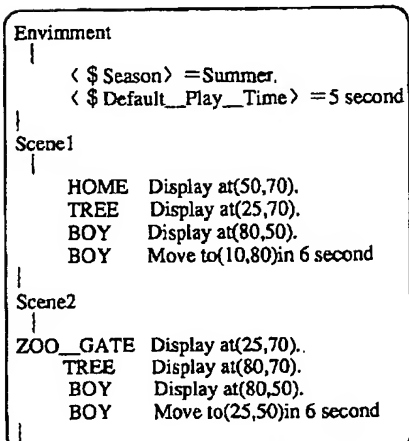 Envimment
{
〈 $ Season〉 =Summer.
〈 $ Default__Play__Time〉 =5 second
}
Scene1
{
HOME Display at(50,70).
TREE Display at(25,70).
BOY Display at(80,50).
BOY Move to(10,80)in 6 second
}
Scene2
{
ZOO__GATE Display at(25,70).
TREE Display at(80,70).
BOY Display at(80,50).
BOY Move to(25,50)in 6 second
}